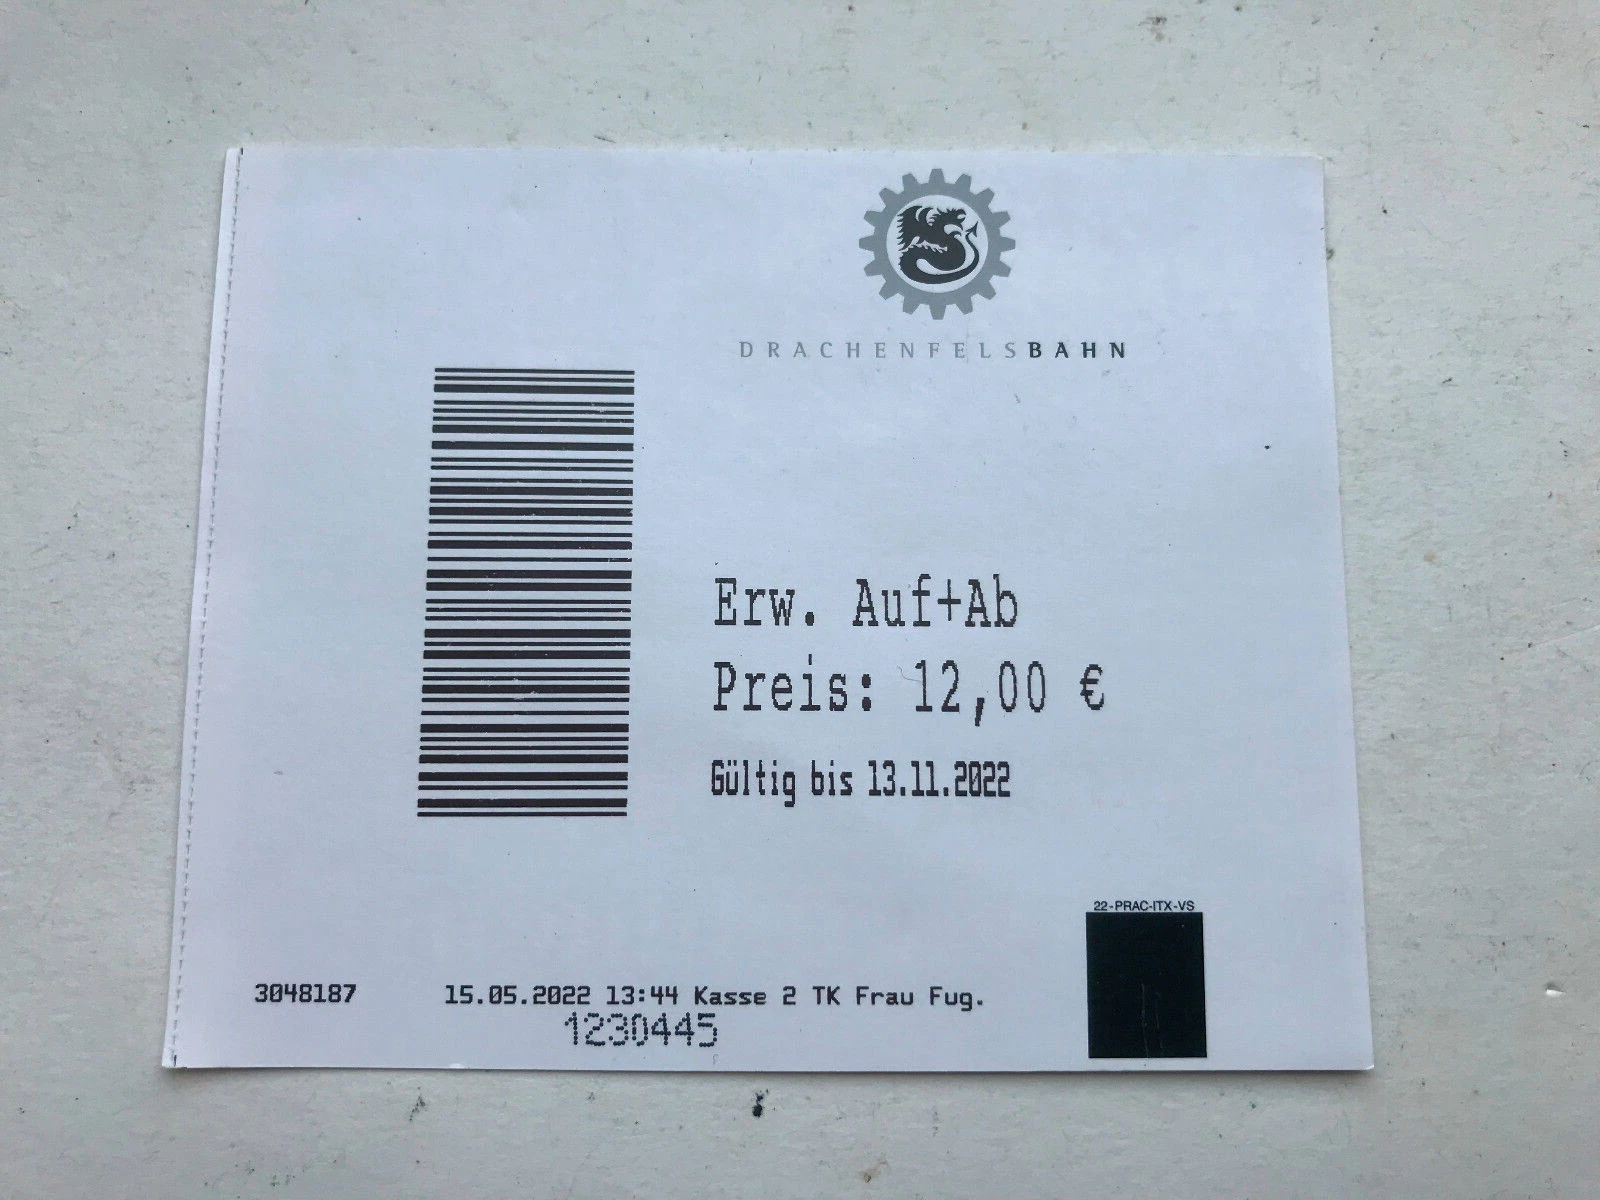 DRACHENFELSBAHN
Erw. Auf+Ab
Preis: 12,00 €
Gültig bis 13.11.2022
22-PRAC-ITX-VS
3048187 15.05.2022 13:44 Kasse 2 TK Frau Fug.
1230445